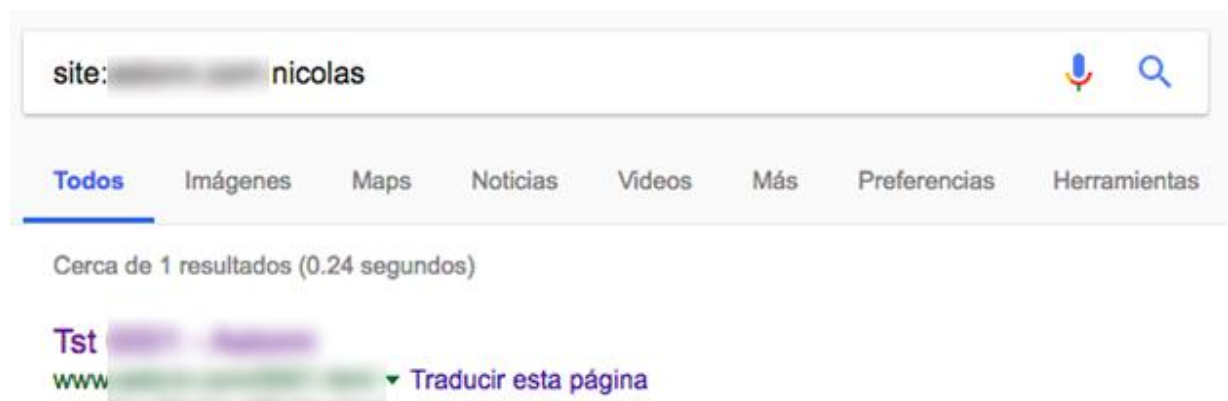 site: nicolas
Todos Imágenes Maps Noticias Videos Más Preferencias Herramientas
Cerca de 1 resultados (0.24 segundos)
Tst
www Traducir esta página